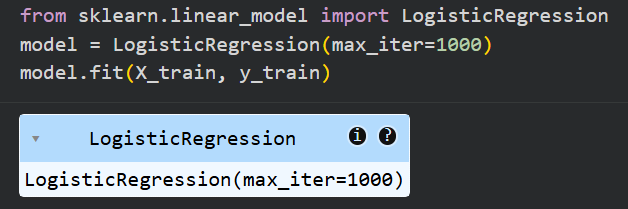 from sklearn.linear_model import LogisticRegression
model = LogisticRegression(max_iter=1000)
model.fit(X_train, y_train)
▾ LogisticRegression i ?
LogisticRegression(max_iter=1000)